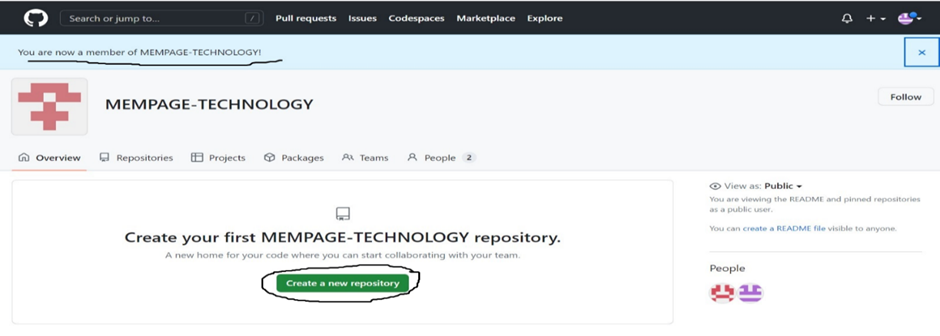 Search or jump to... /
Pull requests Issues Codespaces Marketplace Explore
You are now a member of MEMPAGE-TECHNOLOGY!
MEMPAGE-TECHNOLOGY
Follow
Overview Repositories Projects Packages Teams People 2
Create your first MEMPAGE-TECHNOLOGY repository.
A new home for your code where you can start collaborating with your team.
Create a new repository
View as: Public
You are viewing the README and pinned repositories
as a public user.
You can create a README file visible to anyone.
People